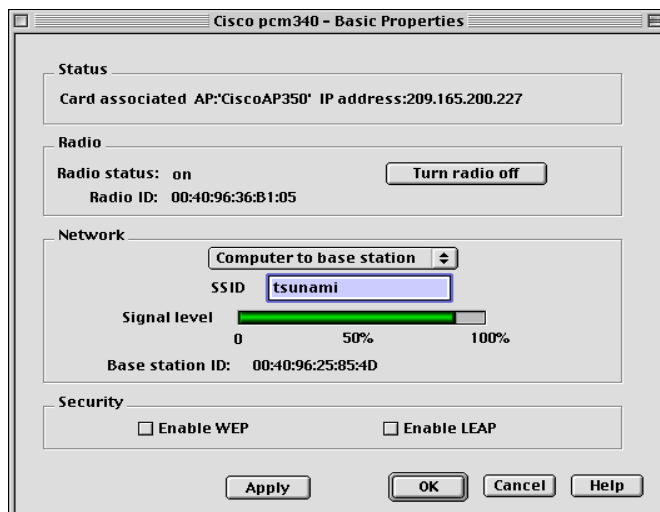 Cisco pcm340 - Basic Properties
Status
Card associated AP:'CiscoAP350' IP address:209.165.200.227
Radio
Radio status: on
Turn radio off
Radio ID: 00:40:96:36:B1:05
Network
Computer to base station
SSID tsunami
Signal level
0 50% 100%
Base station ID: 00:40:96:25:85:4D
Security
Enable WEP Enable LEAP
Apply OK Cancel Help